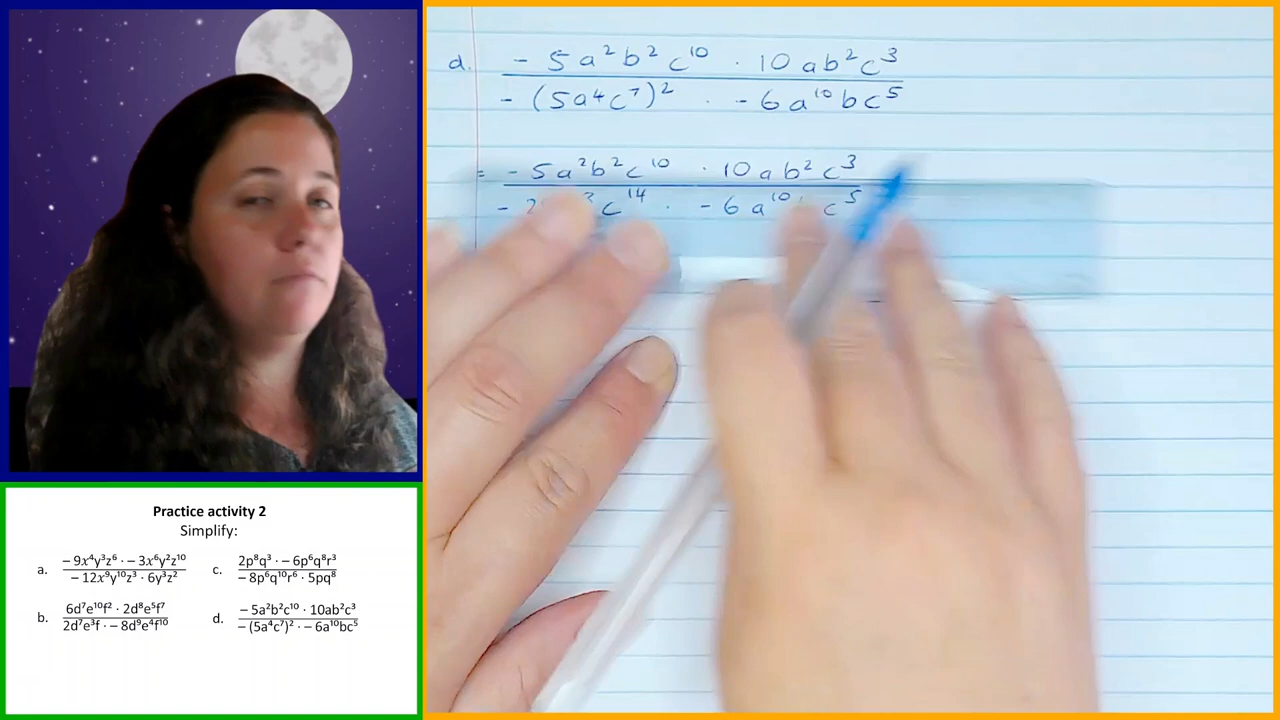 d. - 5a²b²c¹⁰ · 10ab²c³
- (5a⁴c⁷)² · - 6a¹⁰bc⁵
= - 5a²b²c¹⁰ · 10ab²c³
c¹⁴ · - 6a¹⁰ c⁵
Practice activity 2
Simplify:
a. − 9x⁴y³z⁶ · − 3x⁶y²z¹⁰
− 12x⁹y¹⁰z³ · 6y³z²
c. 2p⁸q³ · − 6p⁶q⁸r³
− 8p⁶q¹⁰r⁶ · 5pq⁸
b. 6d⁷e¹⁰f² · 2d⁸e⁵f⁷
2d⁷e³f · − 8d⁹e⁴f¹⁰
d. − 5a²b²c¹⁰ · 10ab²c³
− (5a⁴c⁷)² · − 6a¹⁰bc⁵